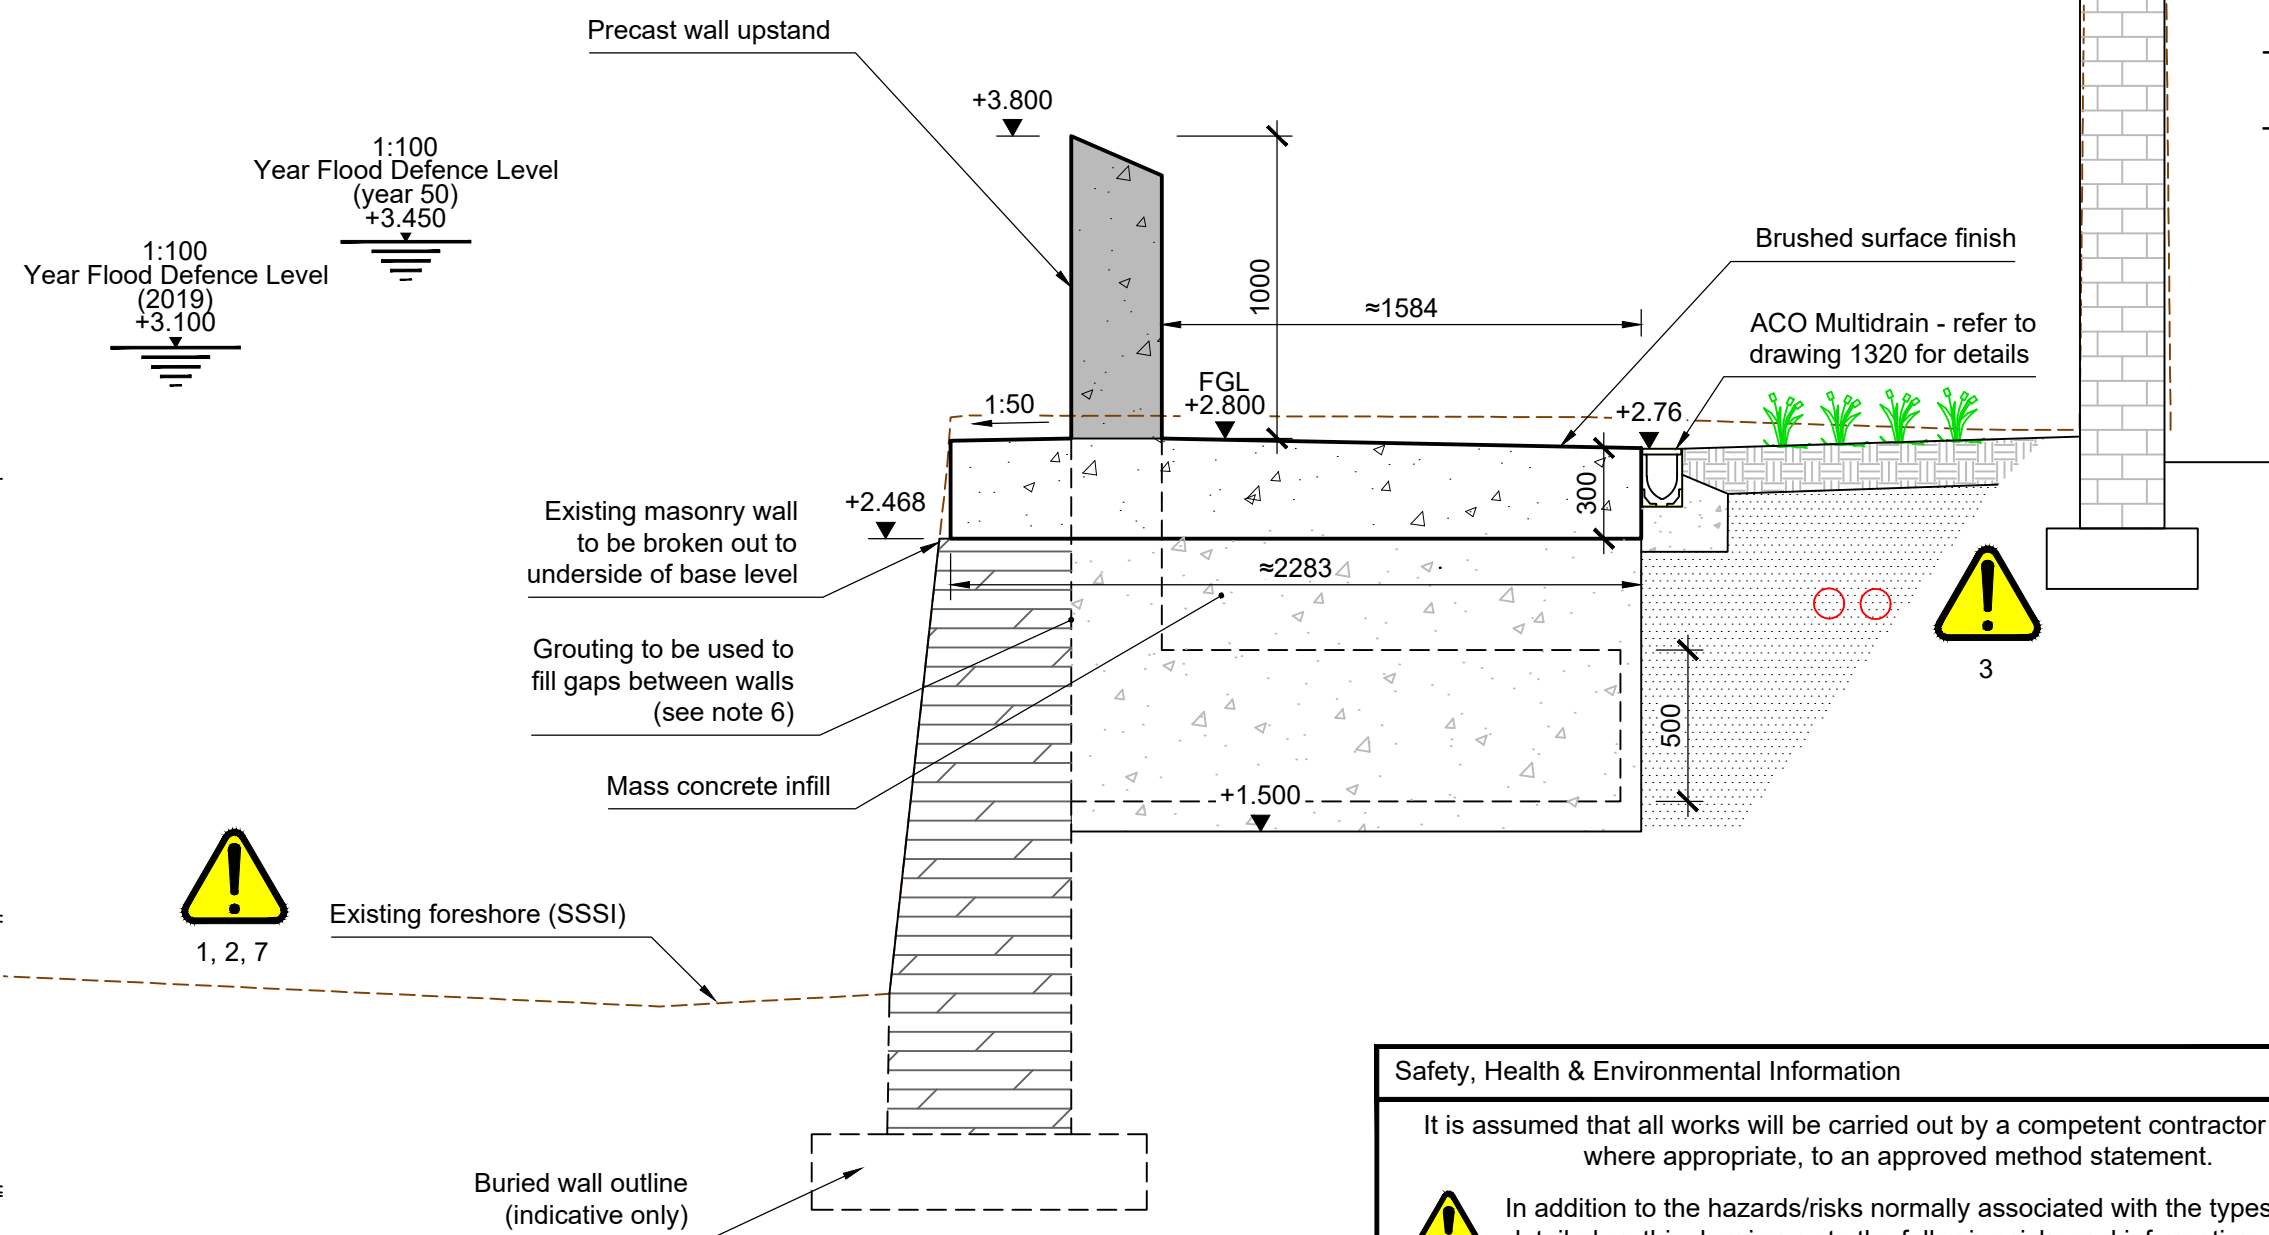 Precast wall upstand
+3.800
1:100
Year Flood Defence Level
(year 50)
+3.450
1:100
Year Flood Defence Level
(2019)
+3.100
1000
≈1584
Brushed surface finish
ACO Multidrain - refer to
drawing 1320 for details
1:50
FGL
+2.800
+2.76
300
+2.468
Existing masonry wall
to be broken out to
underside of base level
≈2283
Grouting to be used to
fill gaps between walls
(see note 6)
3
500
Mass concrete infill
+1.500
Existing foreshore (SSSI)
1, 2, 7
Buried wall outline
(indicative only)
Safety, Health & Environmental Information
It is assumed that all works will be carried out by a competent contractor
where appropriate, to an approved method statement.
In addition to the hazards/risks normally associated with the types